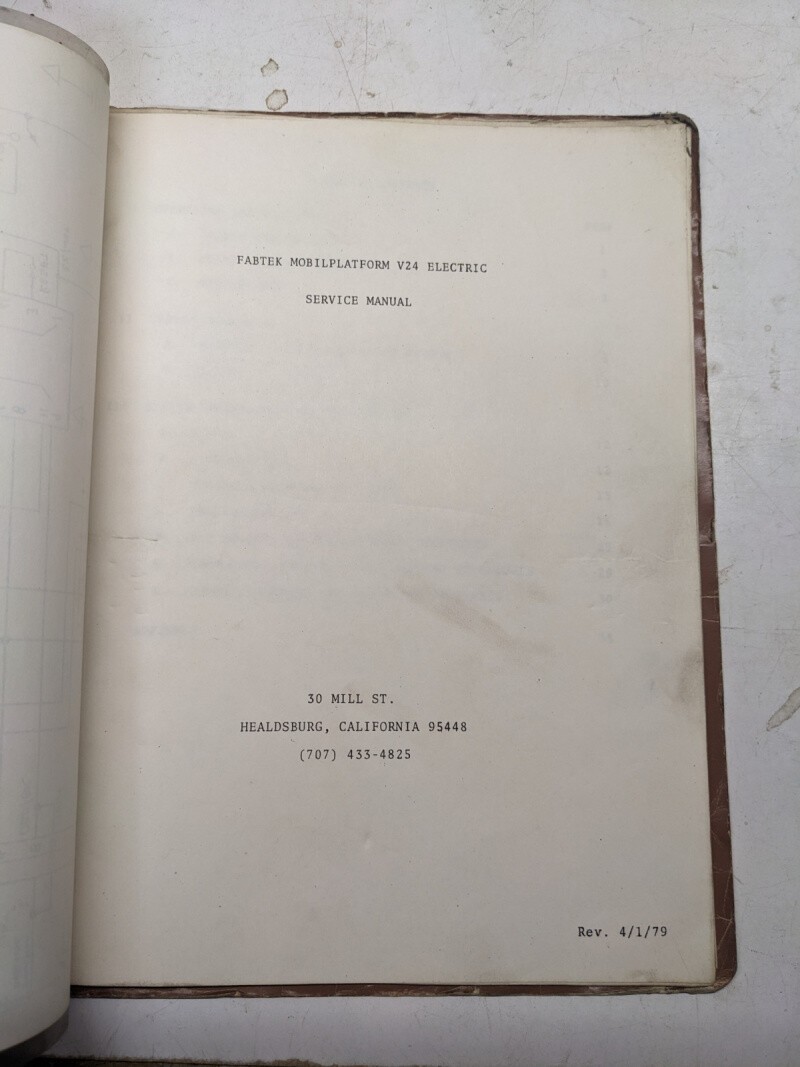 FABTEK MOBILPLATFORM V24 ELECTRIC
SERVICE MANUAL
30 MILL ST.
HEALDSBURG, CALIFORNIA 95448
(707) 433-4825
Rev. 4/1/79